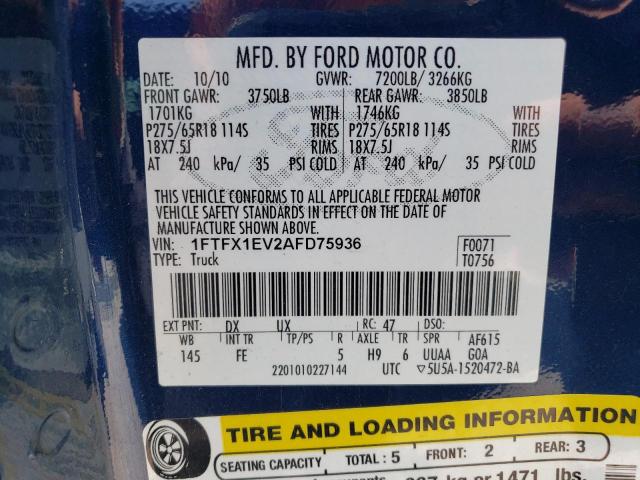 MFD. BY FORD MOTOR CO.
DATE: 10/10 GVWR: 7200LB/ 3266KG
FRONT GAWR: 3750LB REAR GAWR: 3850LB
1701KG WITH 1746KG WITH
P275/65R18 114S TIRES P275/65R18 114S TIRES
18X7.5J RIMS 18X7.5J RIMS
AT 240 kPa/ 35 PSI COLD AT 240 kPa/ 35 PSI COLD
THIS VEHICLE CONFORMS TO ALL APPLICABLE FEDERAL MOTOR
VEHICLE SAFETY STANDARDS IN EFFECT ON THE DATE OF
MANUFACTURE SHOWN ABOVE.
VIN: 1FTFX1EV2AFD75936 F0071
TYPE: Truck T0756
EXT PNT: DX UX RC: 47 DSO:
WB INT TR TP/PS R AXLE TR SPR AF615
145 FE 5 H9 6 UUAA GOA
2201010227144 UTC ▽5U5A-1520472-BA
TIRE AND LOADING INFORMATION
SEATING CAPACITY TOTAL : 5 FRONT: 2 REAR: 3
kg or 1471 lbs.